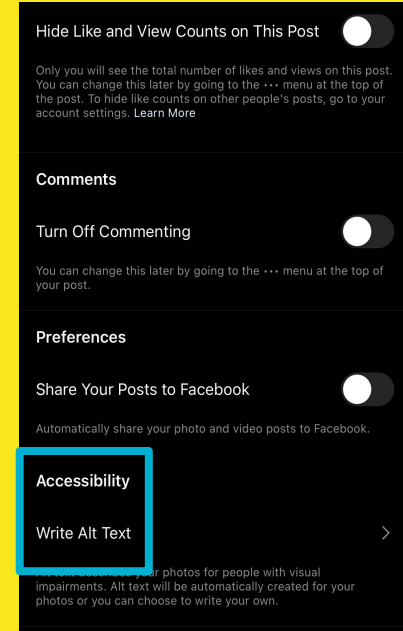 Hide Like and View Counts on This Post
Only you will see the total number of likes and views on this post.
You can change this later by going to the ··· menu at the top of
the post. To hide like counts on other people's posts, go to your
account settings. Learn More
Comments
Turn Off Commenting
You can change this later by going to the ··· menu at the top of
your post.
Preferences
Share Your Posts to Facebook
Automatically share your photo and video posts to Facebook.
Accessibility
Write Alt Text
your photos for people with visual
impairments. Alt text will be automatically created for your
photos or you can choose to write your own.